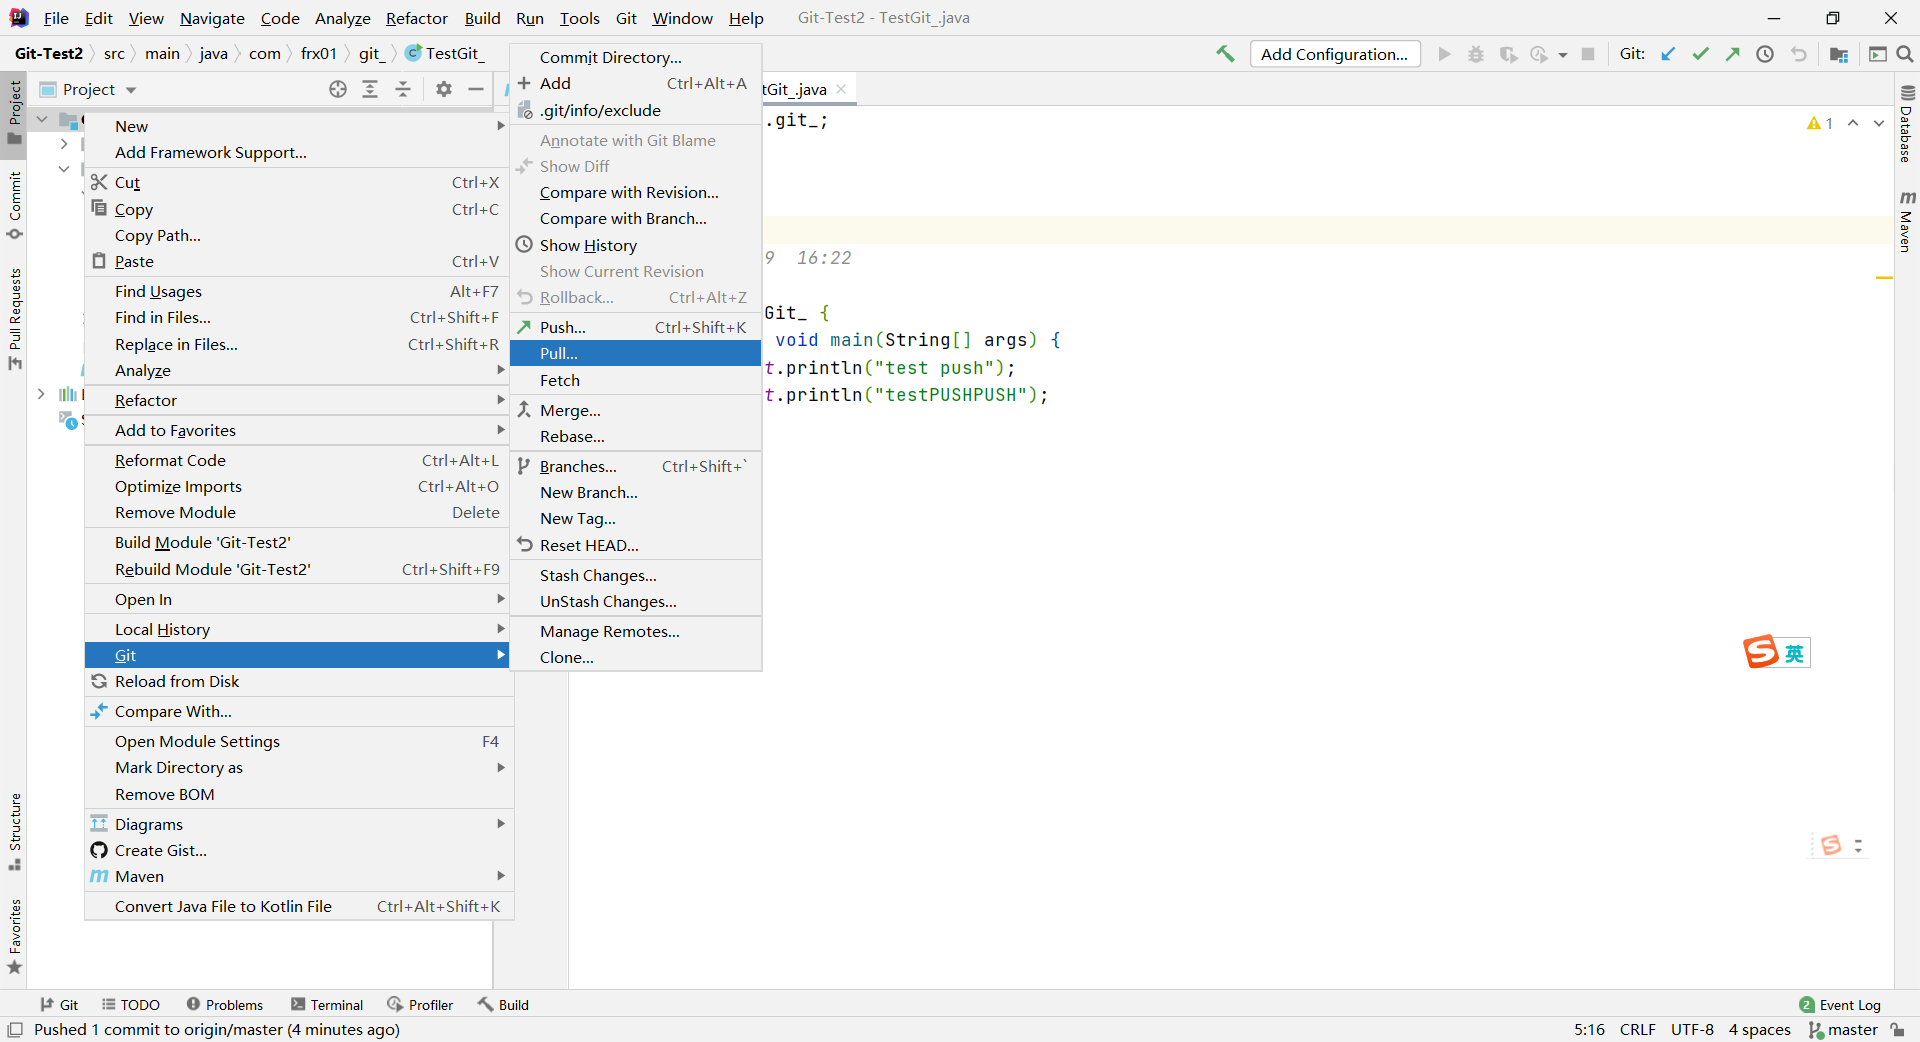 File Edit View Navigate Code Analyze Refactor Build Run Tools Git Window Help Git-Test2 - TestGit_.java
Git-Test2 src main java com frx01 git_ TestGit_
Add Configuration... Git:
Project
Commit
Pull Requests
Structure
Favorites
Project
New
Add Framework Support...
Cut Ctrl+X
Copy Ctrl+C
Copy Path...
Paste Ctrl+V
Find Usages Alt+F7
Find in Files... Ctrl+Shift+F
Replace in Files... Ctrl+Shift+R
Analyze
Refactor
Add to Favorites
Reformat Code Ctrl+Alt+L
Optimize Imports Ctrl+Alt+O
Remove Module Delete
Build Module 'Git-Test2'
Rebuild Module 'Git-Test2' Ctrl+Shift+F9
Open In
Local History
Git
Reload from Disk
Compare With...
Open Module Settings F4
Mark Directory as
Remove BOM
Diagrams
Create Gist...
Maven
Convert Java File to Kotlin File Ctrl+Alt+Shift+K
Commit Directory...
Add Ctrl+Alt+A
.git/info/exclude
Annotate with Git Blame
Show Diff
Compare with Revision...
Compare with Branch...
Show History
Show Current Revision
Rollback... Ctrl+Alt+Z
Push... Ctrl+Shift+K
Pull...
Fetch
Merge...
Rebase...
Branches... Ctrl+Shift+`
New Branch...
New Tag...
Reset HEAD...
Stash Changes...
UnStash Changes...
Manage Remotes...
Clone...
tGit_.java
.git_;
1
9 16:22
Git_ {
void main(String[] args) {
t.println("test push");
t.println("testPUSHPUSH");
Database
Maven
英
Git TODO Problems Terminal Profiler Build 2 Event Log
Pushed 1 commit to origin/master (4 minutes ago) 5:16 CRLF UTF-8 4 spaces master